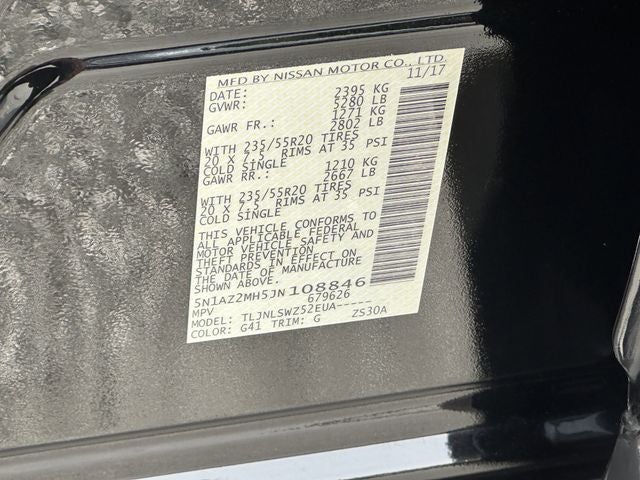 MFD BY NISSAN MOTOR CO., LTD.
DATE: 11/17
GVWR: 2395 KG
5280 LB
GAWR FR.: 1271 KG
2802 LB
WITH 235/55R20 TIRES
20 X 7.5 RIMS AT 35 PSI
COLD SINGLE
GAWR RR.: 1210 KG
2667 LB
WITH 235/55R20 TIRES
20 X 7.5 RIMS AT 35 PSI
COLD SINGLE
THIS VEHICLE CONFORMS TO
ALL APPLICABLE FEDERAL
MOTOR VEHICLE SAFETY AND
THEFT PREVENTION
STANDARDS IN EFFECT ON
THE DATE OF MANUFACTURE
SHOWN ABOVE.
5N1AZ2MH5JN108846
MPV 679626
MODEL: TLJNLSWZ52EUA-----
COLOR: G41 TRIM: G ZS30A